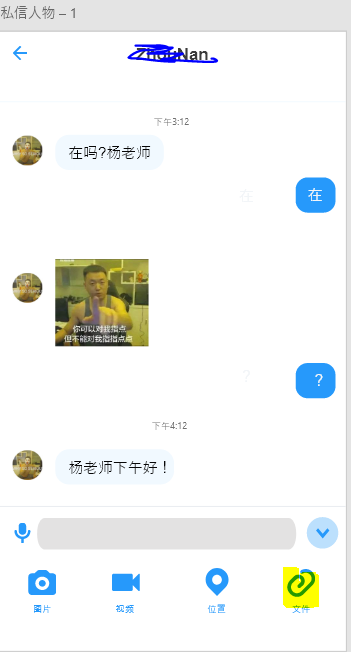 私信人物 – 1
ZhouNan
下午3:12
在吗?杨老师
在
在
你可以对我指点
但不能对我指指点点
?
?
下午4:12
杨老师下午好！
图片
视频
位置
文件